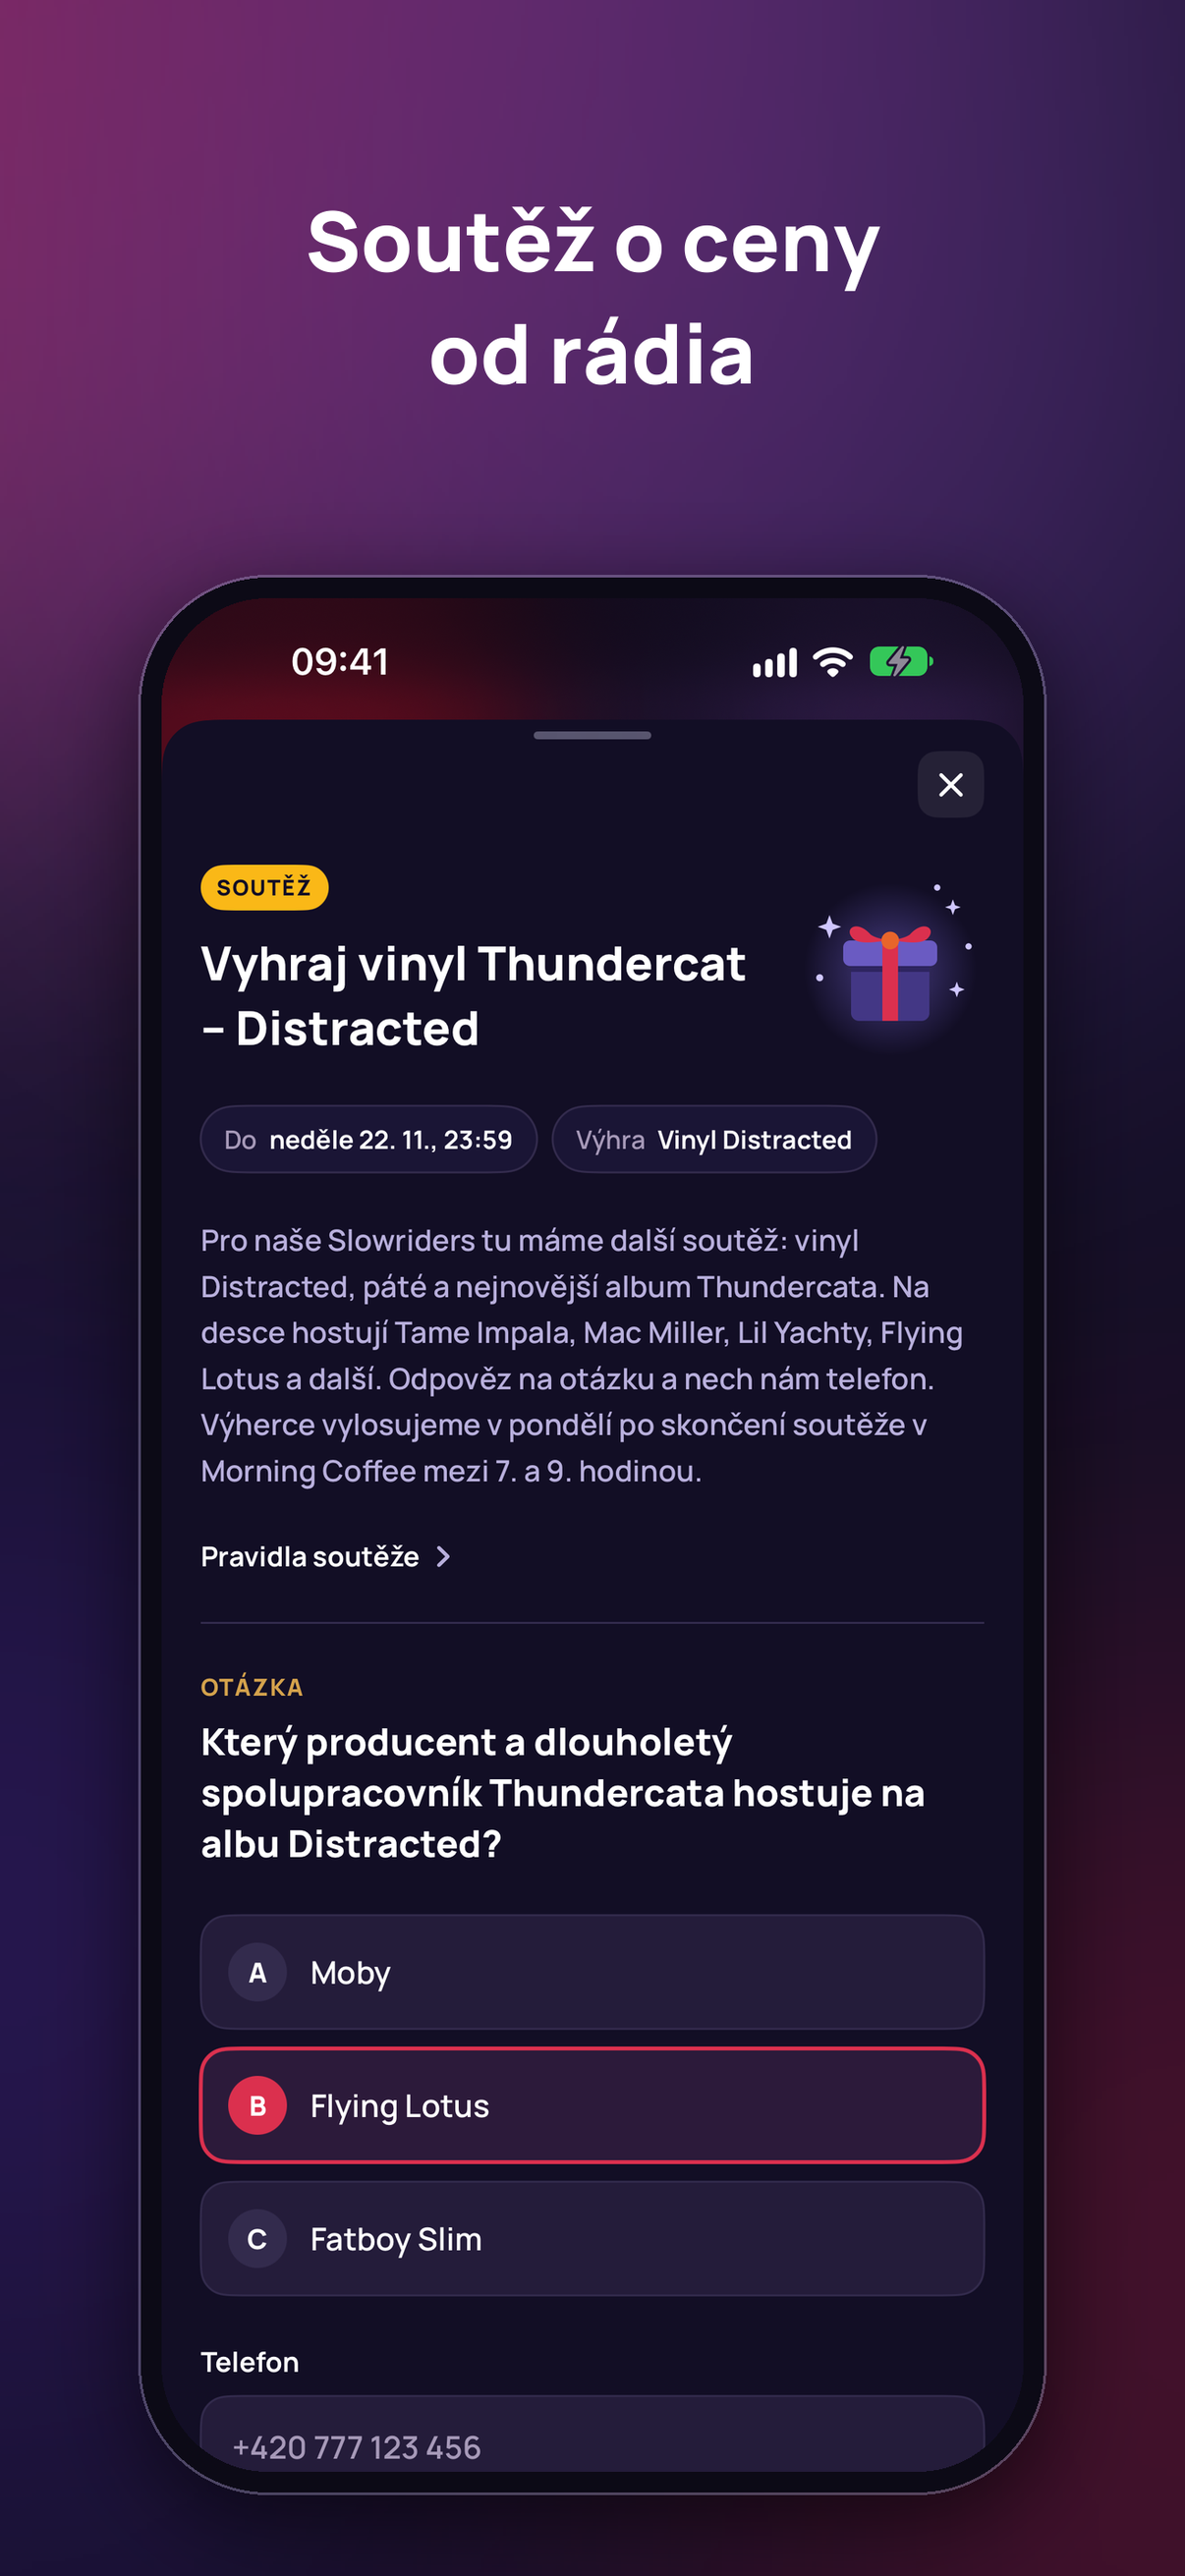 Soutěž o ceny
od rádia
09:41
SOUTĚŽ
Vyhraj vinyl Thundercat
– Distracted
Do neděle 22. 11., 23:59
Výhra Vinyl Distracted
Pro naše Slowriders tu máme další soutěž: vinyl
Distracted, páté a nejnovější album Thundercata. Na
desce hostují Tame Impala, Mac Miller, Lil Yachty, Flying
Lotus a další. Odpověz na otázku a nech nám telefon.
Výherce vylosujeme v pondělí po skončení soutěže v
Morning Coffee mezi 7. a 9. hodinou.
Pravidla soutěže
OTÁZKA
Který producent a dlouholetý
spolupracovník Thundercata hostuje na
albu Distracted?
A Moby
B Flying Lotus
C Fatboy Slim
Telefon
+420 777 123 456